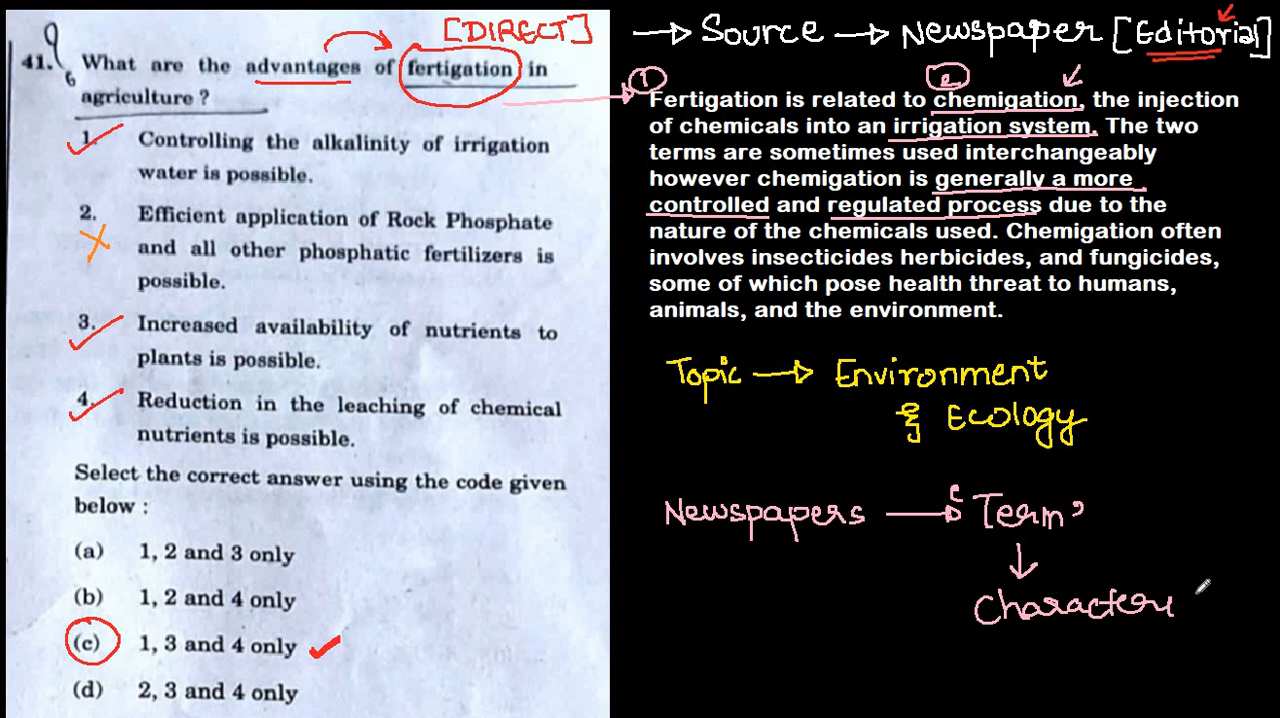 [DIRECT]
9
41. What are the advantages of fertigation in
6
agriculture ?
1. Controlling the alkalinity of irrigation
water is possible.
2. Efficient application of Rock Phosphate
and all other phosphatic fertilizers is
possible.
3. Increased availability of nutrients to
plants is possible.
4. Reduction in the leaching of chemical
nutrients is possible.
Select the correct answer using the code given
below :
(a) 1, 2 and 3 only
(b) 1, 2 and 4 only
(c) 1, 3 and 4 only
(d) 2, 3 and 4 only
→ Source → Newspaper [Editorial]
① ②
Fertigation is related to chemigation, the injection
of chemicals into an irrigation system. The two
terms are sometimes used interchangeably
however chemigation is generally a more
controlled and regulated process due to the
nature of the chemicals used. Chemigation often
involves insecticides herbicides, and fungicides,
some of which pose health threat to humans,
animals, and the environment.
Topic → Environment
& Ecology
Newspapers → 'Term'
↓
Characteri